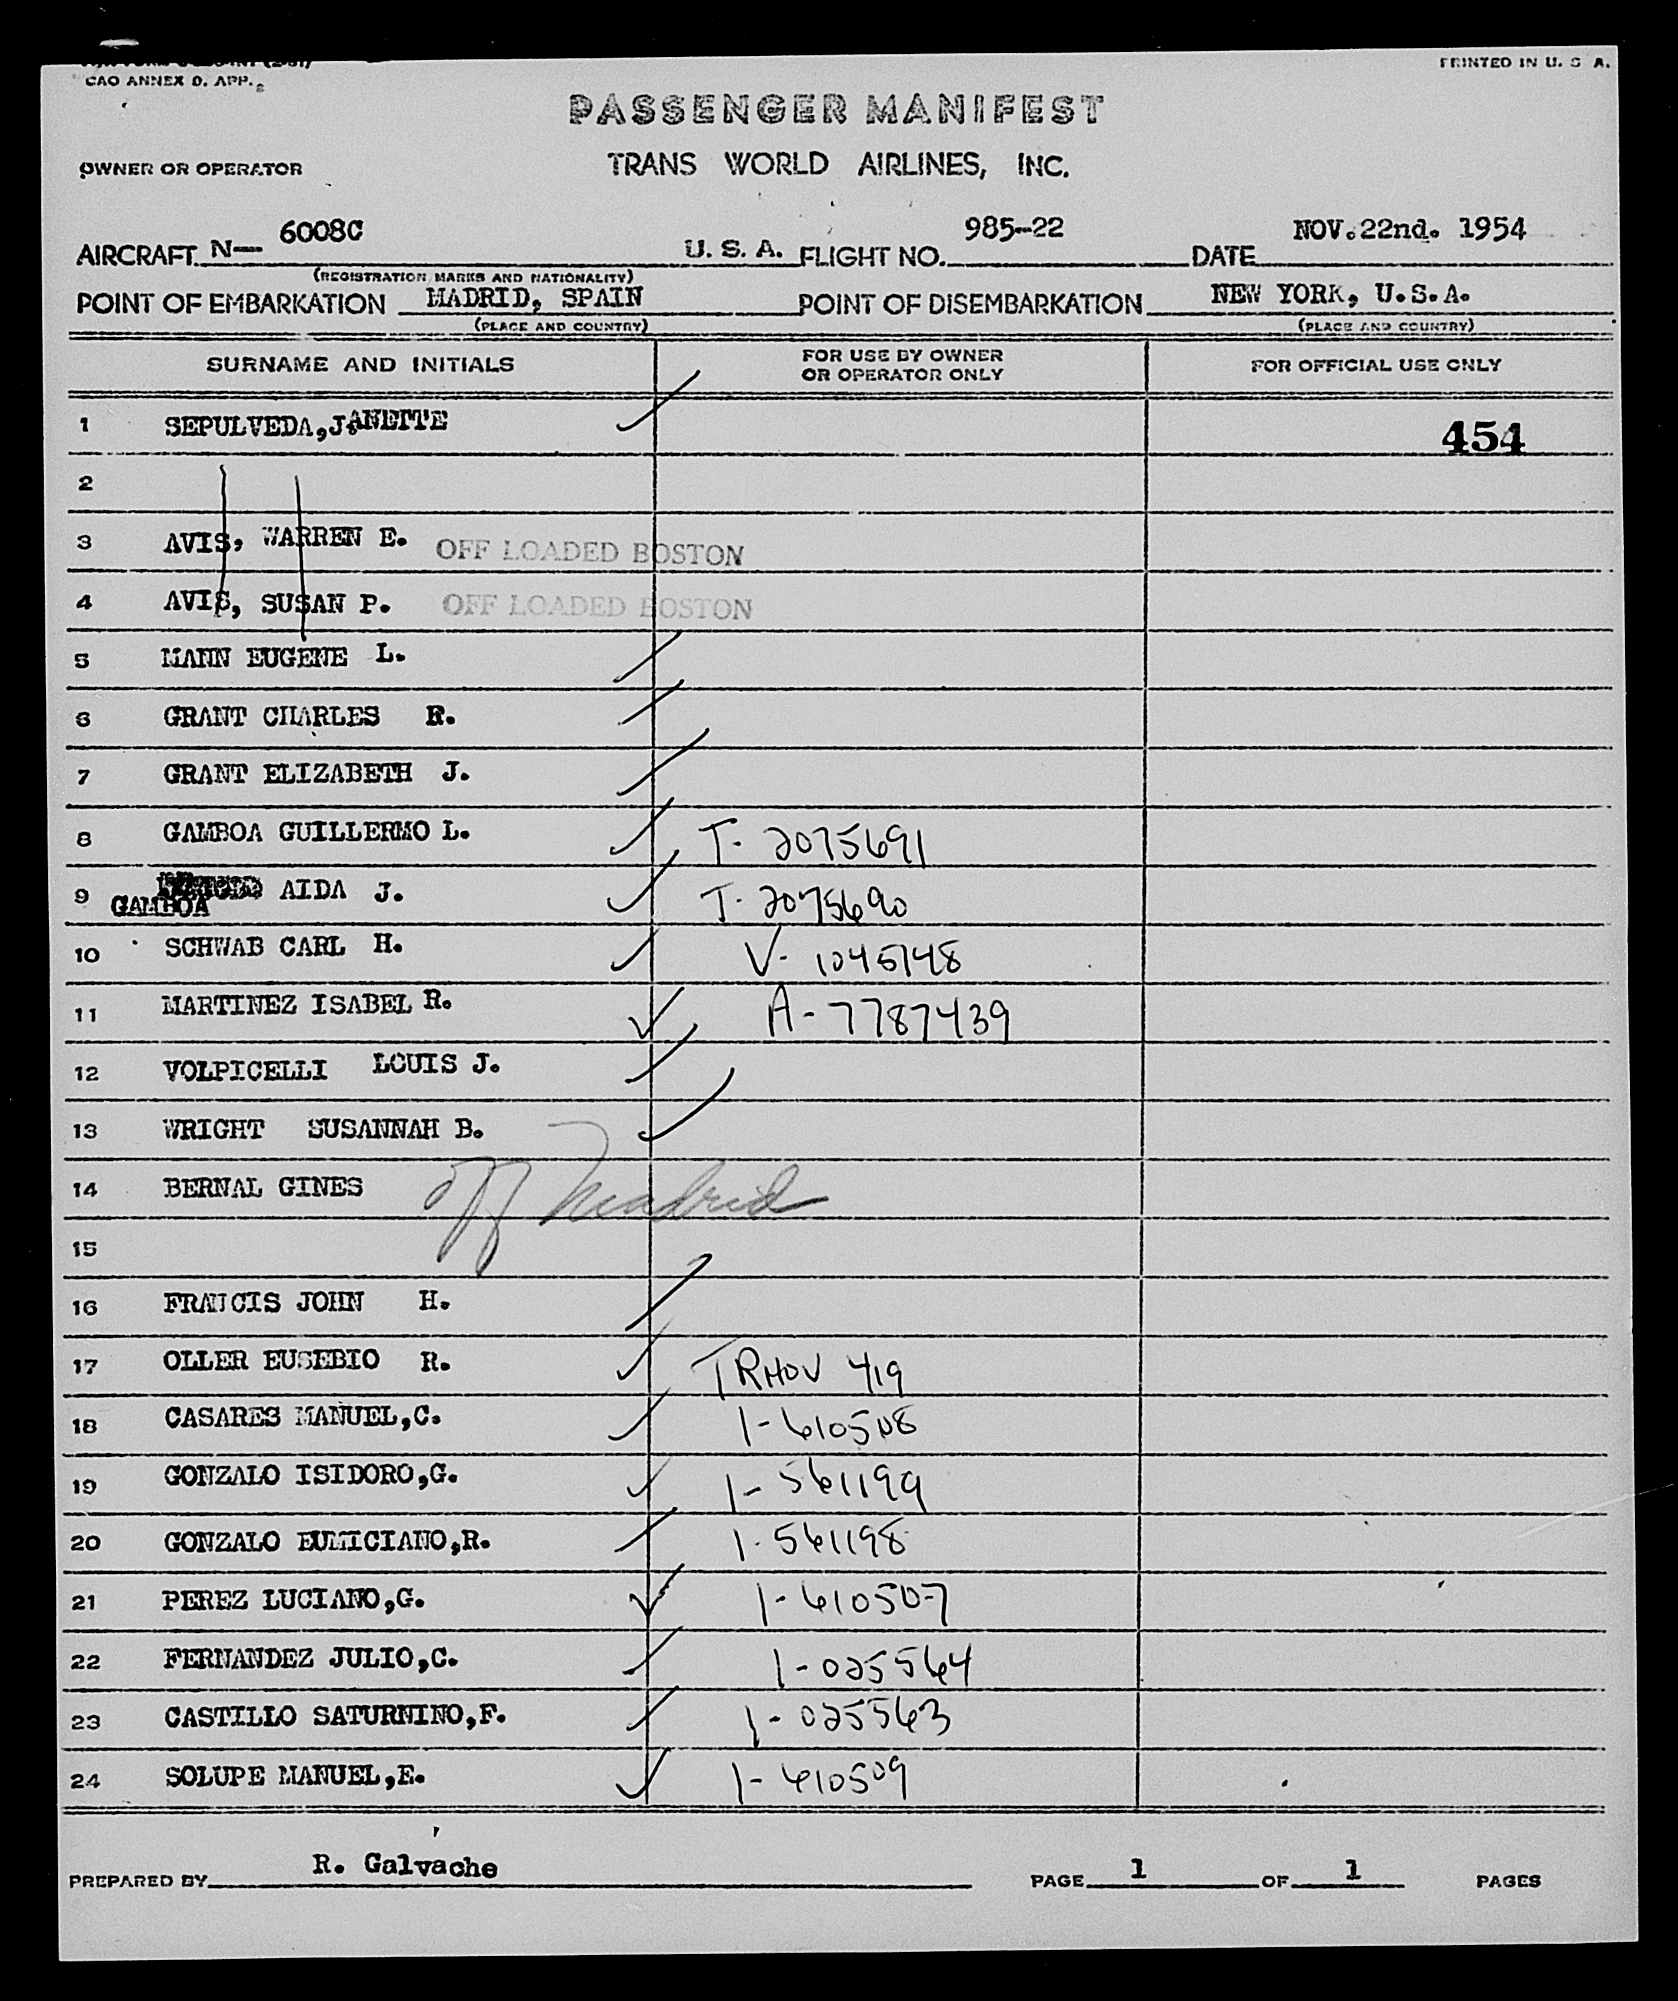 CAO ANNEX D. APP. 2
PRINTED IN U. S. A.
PASSENGER MANIFEST
OWNER OR OPERATOR TRANS WORLD AIRLINES, INC.
AIRCRAFT N— 6008C U. S. A. FLIGHT NO. 985-22 DATE NOV. 22nd. 1954
(REGISTRATION MARKS AND NATIONALITY)
POINT OF EMBARKATION MADRID, SPAIN POINT OF DISEMBARKATION NEW YORK, U.S.A.
(PLACE AND COUNTRY) (PLACE AND COUNTRY)
SURNAME AND INITIALS FOR USE BY OWNER OR OPERATOR ONLY FOR OFFICIAL USE ONLY
1 SEPULVEDA, JANETTE 454
2
3 AVIS, WARREN E. OFF LOADED BOSTON
4 AVIS, SUSAN P. OFF LOADED BOSTON
5 MANN EUGENE L.
6 GRANT CHARLES R.
7 GRANT ELIZABETH J.
8 GAMBOA GUILLERMO L. T- 2075691
9 GAMBOA AIDA J. T- 2075690
10 SCHWAB CARL H. V- 1045748
11 MARTINEZ ISABEL R. A-7787439
12 VOLPICELLI LOUIS J.
13 WRIGHT SUSANNAH B.
14 BERNAL GINES off Madrid
15
16 FRANCIS JOHN H.
17 OLLER EUSEBIO R. TRHOV 419
18 CASARES MANUEL,C. 1-610508
19 GONZALO ISIDORO,G. 1-561199
20 GONZALO EUMICIANO,R. 1-561198
21 PEREZ LUCIANO,G. 1-610507
22 FERNANDEZ JULIO,C. 1-025564
23 CASTILLO SATURNINO,F. 1-025563
24 SOLUPE MANUEL,E. 1-610509
PREPARED BY R. Galvache PAGE 1 OF 1 PAGES